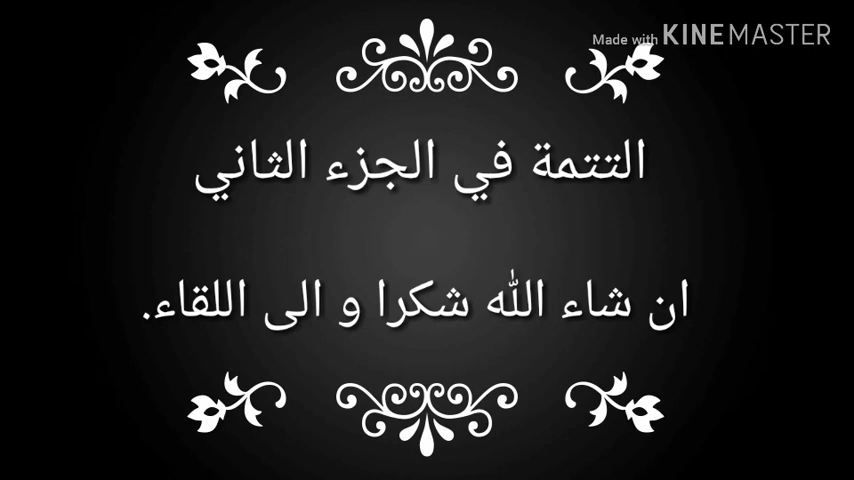 Made with KINEMASTER
التتمة في الجزء الثاني
ان شاء الله شكرا و الى اللقاء.